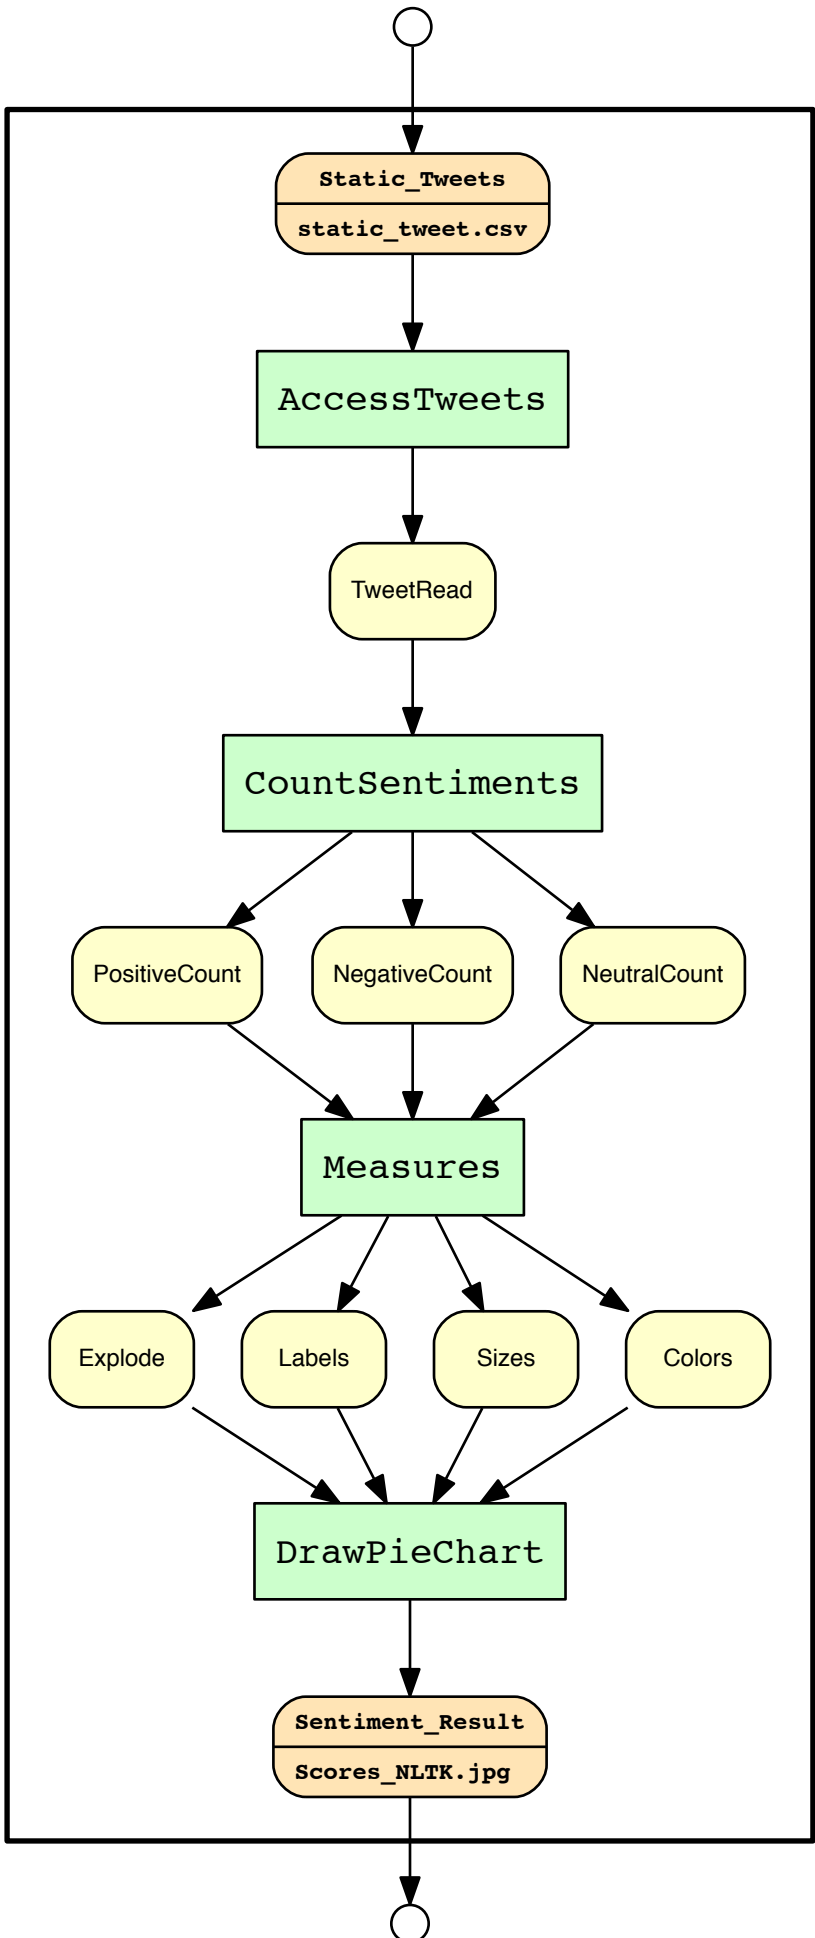 Static_Tweets
static_tweet.csv
AccessTweets
TweetRead
CountSentiments
PositiveCount
NegativeCount
NeutralCount
Measures
Explode
Labels
Sizes
Colors
DrawPieChart
Sentiment_Result
Scores_NLTK.jpg